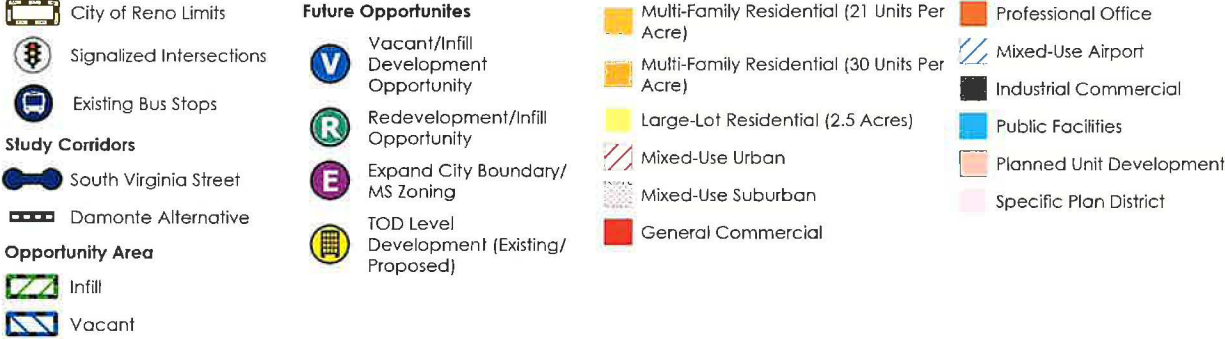 City of Reno Limits
Signalized Intersections
Existing Bus Stops
Study Corridors
South Virginia Street
Damonte Alternative
Opportunity Area
Infill
Vacant
Future Opportunites
V
Vacant/Infill
Development
Opportunity
R
Redevelopment/Infill
Opportunity
E
Expand City Boundary/
MS Zoning
TOD Level
Development (Existing/
Proposed)
Multi-Family Residential (21 Units Per
Acre)
Multi-Family Residential (30 Units Per
Acre)
Large-Lot Residential (2.5 Acres)
Mixed-Use Urban
Mixed-Use Suburban
General Commercial
Professional Office
Mixed-Use Airport
Industrial Commercial
Public Facilities
Planned Unit Development
Specific Plan District